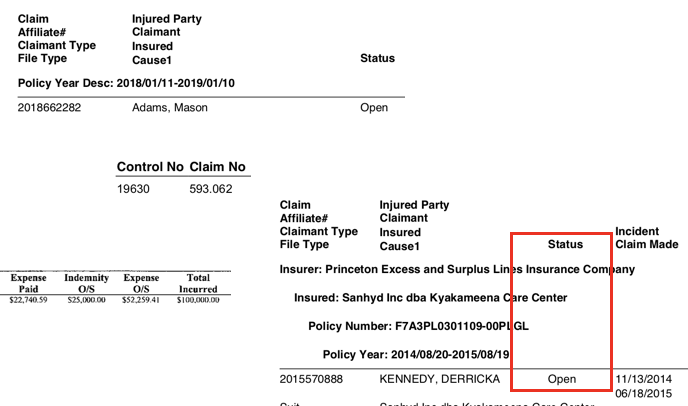 Claim Injured Party
Affiliate# Claimant
Claimant Type Insured
File Type Cause1 Status
Policy Year Desc: 2018/01/11-2019/01/10
2018662282 Adams, Mason Open
Control No Claim No
19630 593.062
Claim Injured Party
Affiliate# Claimant
Claimant Type Insured Incident
File Type Cause1 Status Claim Made
Insurer: Princeton Excess and Surplus Lines Insurance Company
Insured: Sanhyd Inc dba Kyakameena Care Center
Policy Number: F7A3PL0301109-00PLGL
Policy Year: 2014/08/20-2015/08/19
2015570888 KENNEDY, DERRICKA Open 11/13/2014
06/18/2015
Expense Indemnity Expense Total
Paid O/S O/S Incurred
$22,740.59 $25,000.00 $52,259.41 $100,000.00